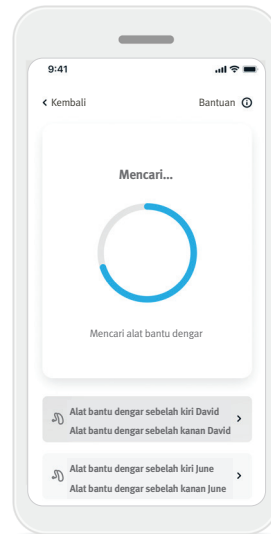 9:41
Kembali Bantuan
Mencari...
Mencari alat bantu dengar
Alat bantu dengar sebelah kiri David
Alat bantu dengar sebelah kanan David
Alat bantu dengar sebelah kiri June
Alat bantu dengar sebelah kanan June